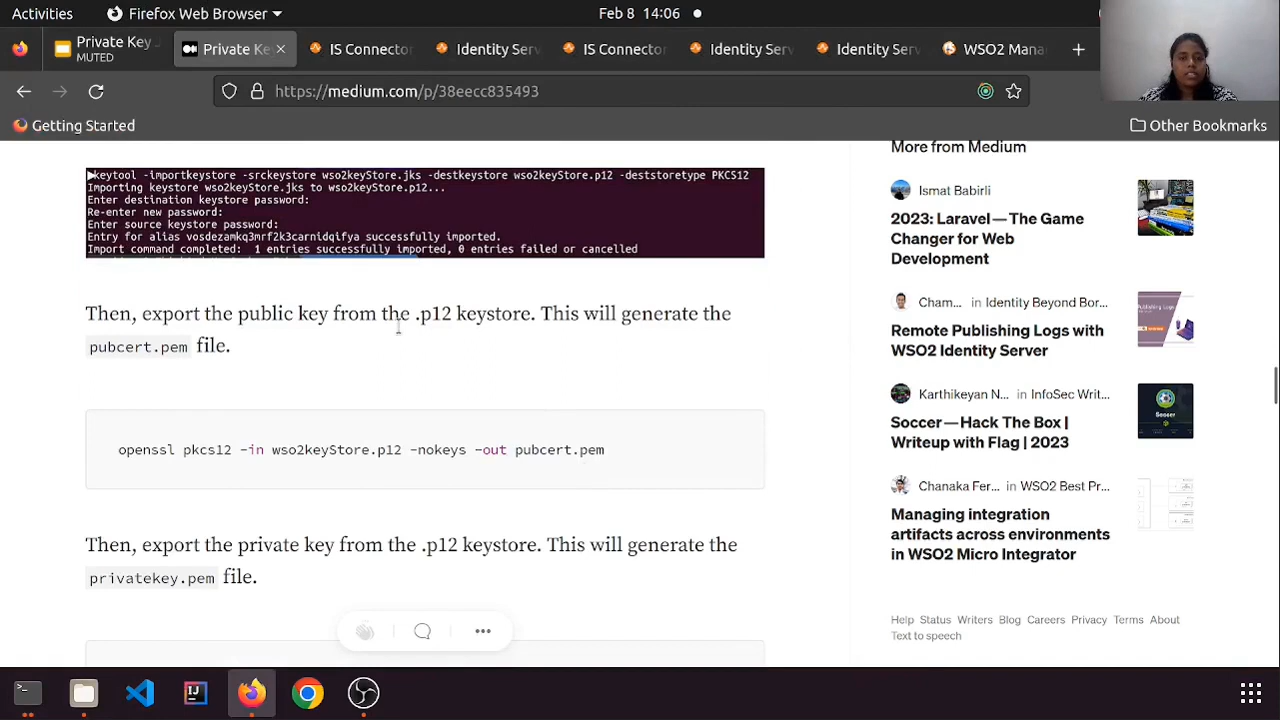 Activities
Firefox Web Browser
Feb 8 14:06
Private Key
MUTED
Private Ke
IS Connector
Identity Serv
IS Connector
Identity Serv
Identity Serv
WSO2 Mana
https://medium.com/p/38eecc835493
Getting Started
Other Bookmarks
keytool -importkeystore -srckeystore wso2keyStore.jks -destkeystore wso2keyStore.p12 -deststoretype PKCS12
Importing keystore wso2keyStore.jks to wso2keyStore.p12...
Enter destination keystore password:
Re-enter new password:
Enter source keystore password:
Entry for alias vosdezamkq3mrf2k3carnidqifya successfully imported.
Import command completed: 1 entries successfully imported, 0 entries failed or cancelled
Then, export the public key from the .p12 keystore. This will generate the
pubcert.pem file.
openssl pkcs12 -in wso2keyStore.p12 -nokeys -out pubcert.pem
Then, export the private key from the .p12 keystore. This will generate the
privatekey.pem file.
More from Medium
Ismat Babirli
2023: Laravel — The Game
Changer for Web
Development
Cham... in Identity Beyond Bor...
Remote Publishing Logs with
WSO2 Identity Server
Karthikeyan N... in InfoSec Writ...
Soccer — Hack The Box |
Writeup with Flag | 2023
Chanaka Fer... in WSO2 Best Pr...
Managing integration
artifacts across environments
in WSO2 Micro Integrator
Help Status Writers Blog Careers Privacy Terms About
Text to speech